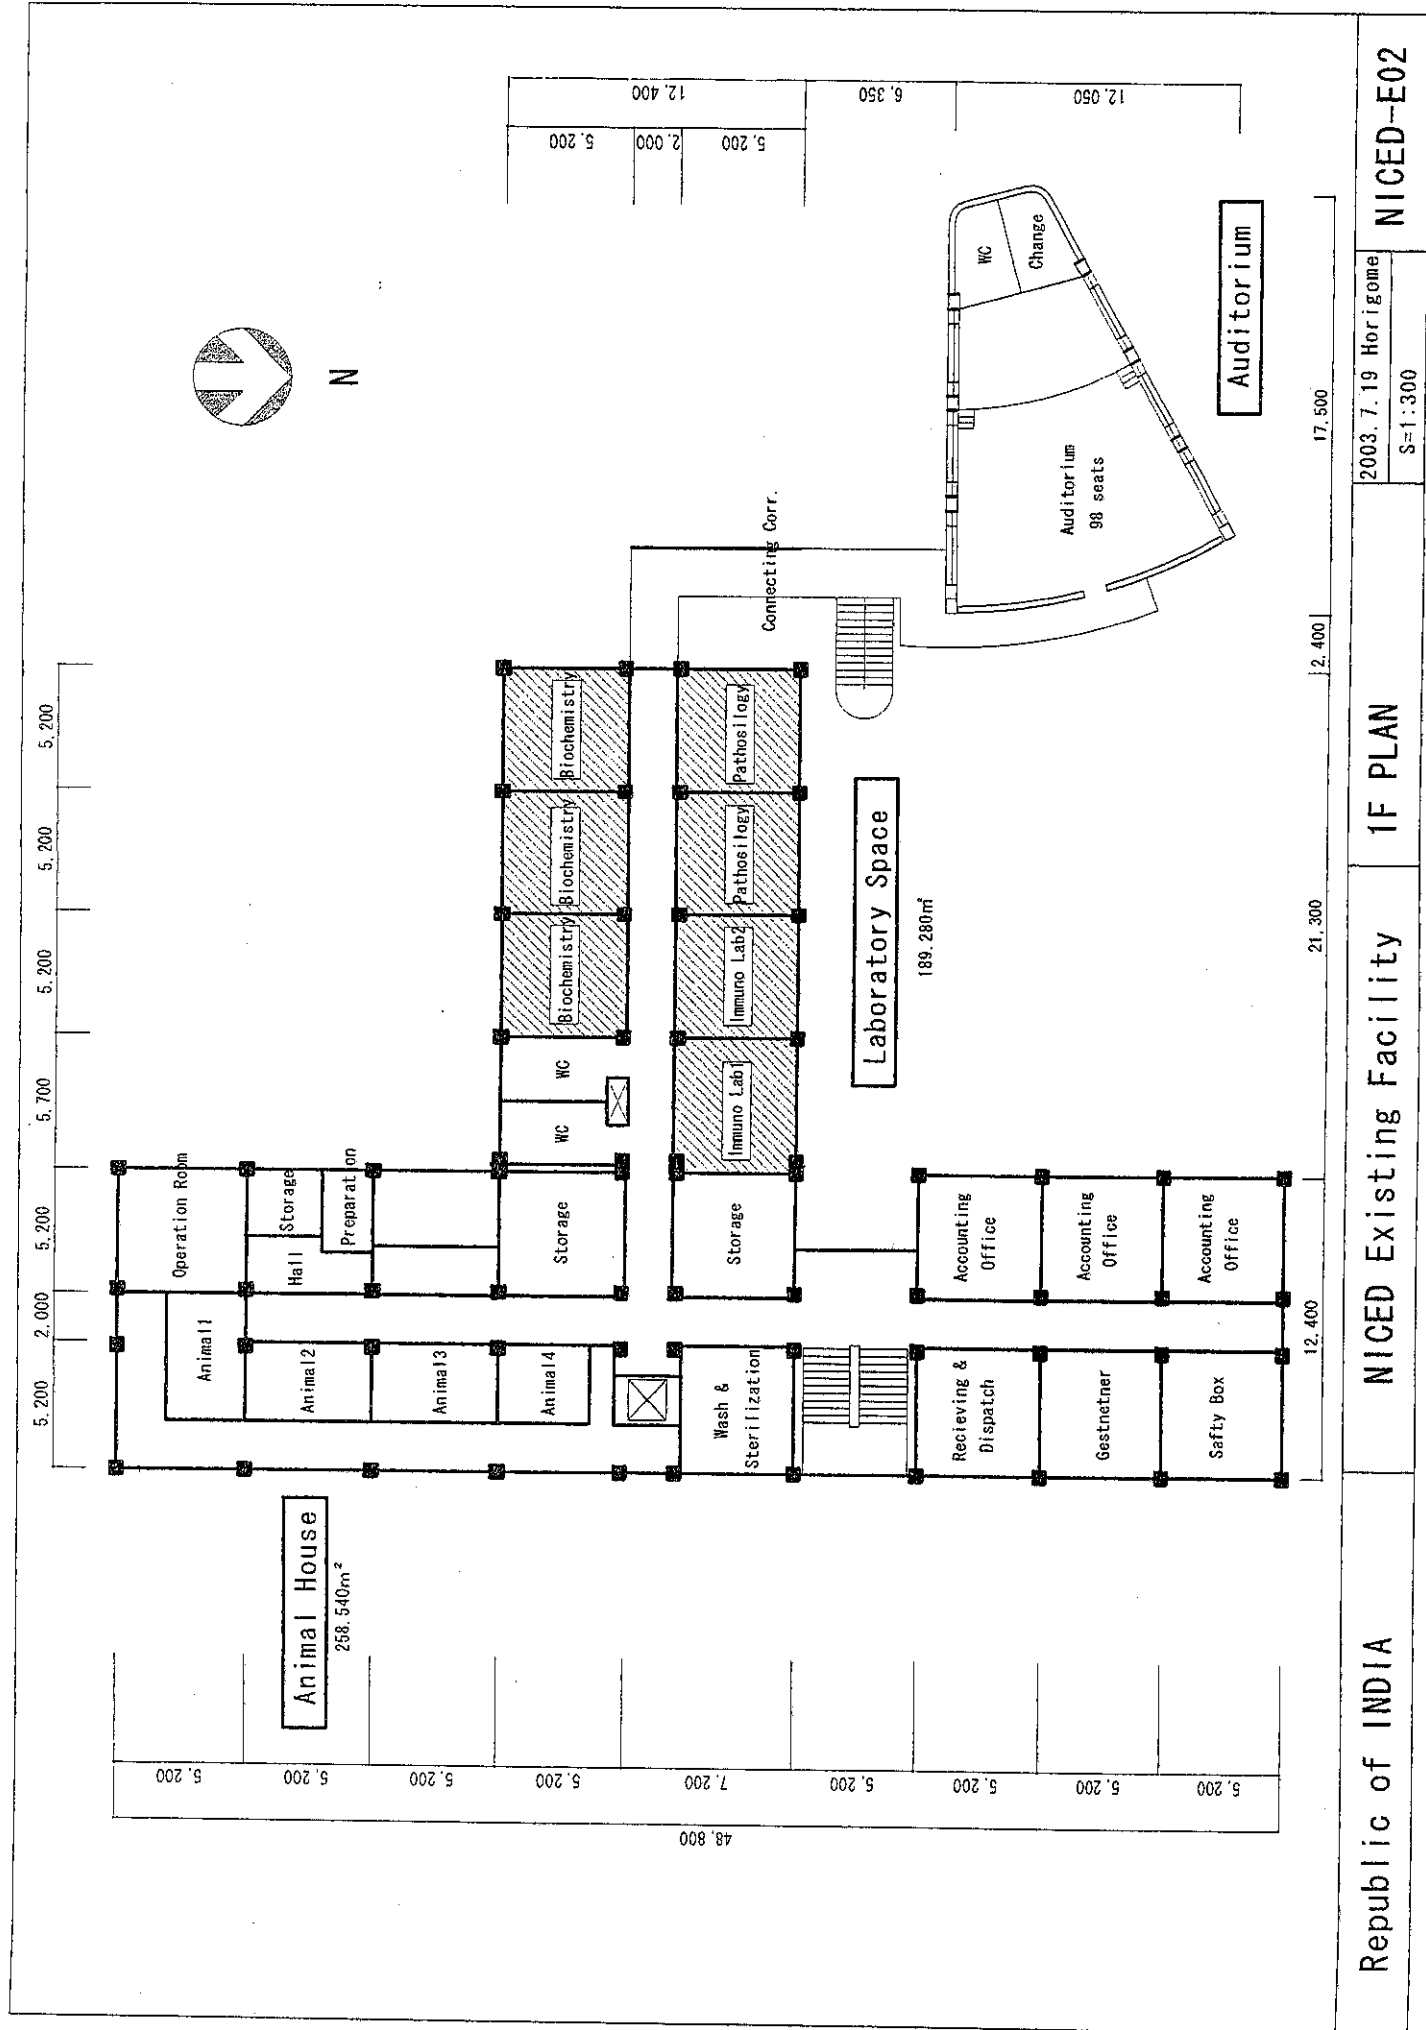 Animal House
258.540m²
Operation Room
Storage
Hall
Preparation
Animal1
Animal2
Animal3
Animal4
Storage
WC
WC
Biochemistry
Biochemistry
Biochemistry
Wash &
Sterilization
Storage
Immuno Lab1
Immuno Lab2
Pathosilogy
Pathosilogy
Connecting Corr.
Laboratory Space
189.280m²
Recieving &
Dispatch
Gestnetner
Safty Box
Accounting
Office
Accounting
Office
Accounting
Office
Auditorium
98 seats
WC
Change
Auditorium
N
5,200
2,000
5,200
5,700
5,200
5,200
5,200
5,200
5,200
5,200
5,200
7,200
5,200
5,200
5,200
5,200
48,800
5,200
2,000
5,200
12,400
6,350
12,050
12,400
21,300
2,400
17,500
Republic of INDIA
NICED Existing Facility
1F PLAN
2003.7.19 Horigome
S=1:300
NICED-E02